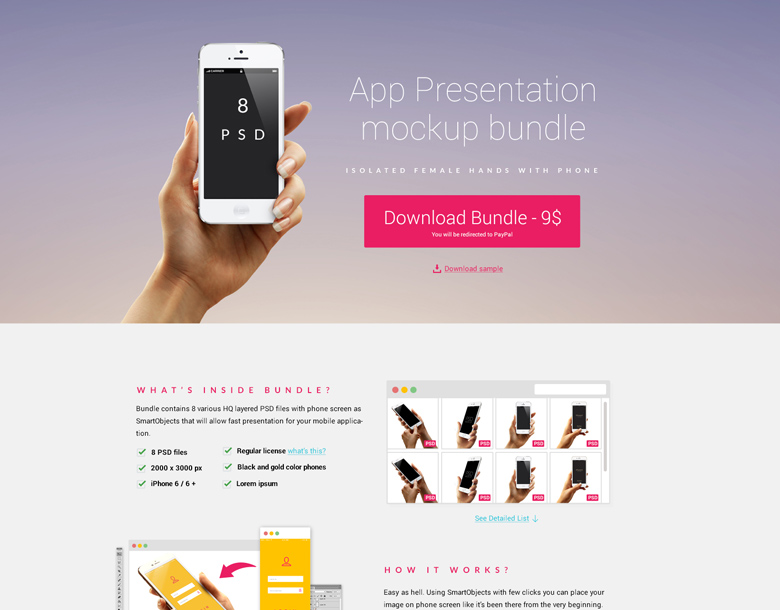 8
P S D
App Presentation
mockup bundle
ISOLATED FEMALE HANDS WITH PHONE
Download Bundle - 9$
You will be redirected to PayPal
Download sample
WHAT'S INSIDE BUNDLE?
Bundle contains 8 various HQ layered PSD files with phone screen as
SmartObjects that will allow fast presentation for your mobile applica-
tion.
8 PSD files
Regular license what's this?
2000 x 3000 px
Black and gold color phones
iPhone 6 / 6 +
Lorem ipsum
PSD PSD PSD PSD
PSD PSD PSD PSD
See Detailed List
HOW IT WORKS?
Easy as hell. Using SmartObjects with few clicks you can place your
image on phone screen like it's been there from the very beginning.